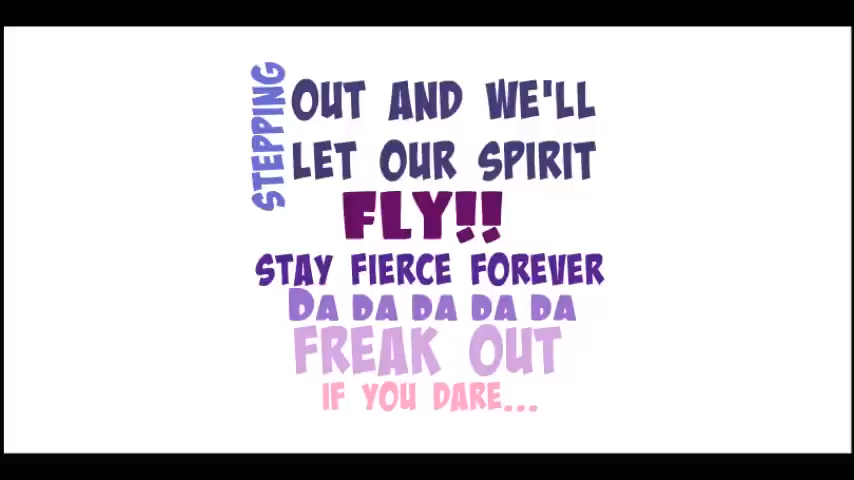 STEPPING
OUT AND WE'LL
LET OUR SPIRIT
FLY!!
STAY FIERCE FOREVER
DA DA DA DA DA
FREAK OUT
IF YOU DARE...